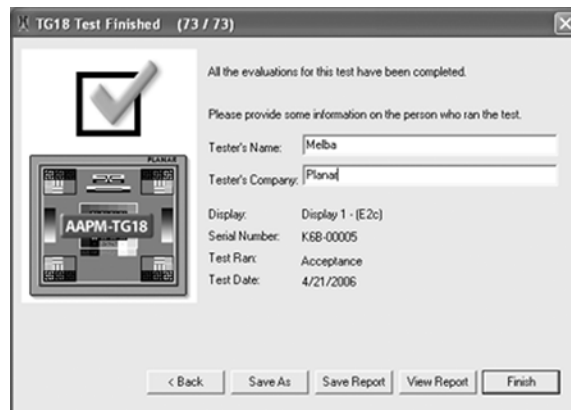 TG18 Test Finished (73 / 73)
All the evaluations for this test have been completed.
Please provide some information on the person who ran the test.
Tester's Name: Melba
Tester's Company: Planar
PLANAR
AAPM-TG18
Display: Display 1 - (E2c)
Serial Number: K6B-00005
Test Ran: Acceptance
Test Date: 4/21/2006
< Back Save As Save Report View Report Finish